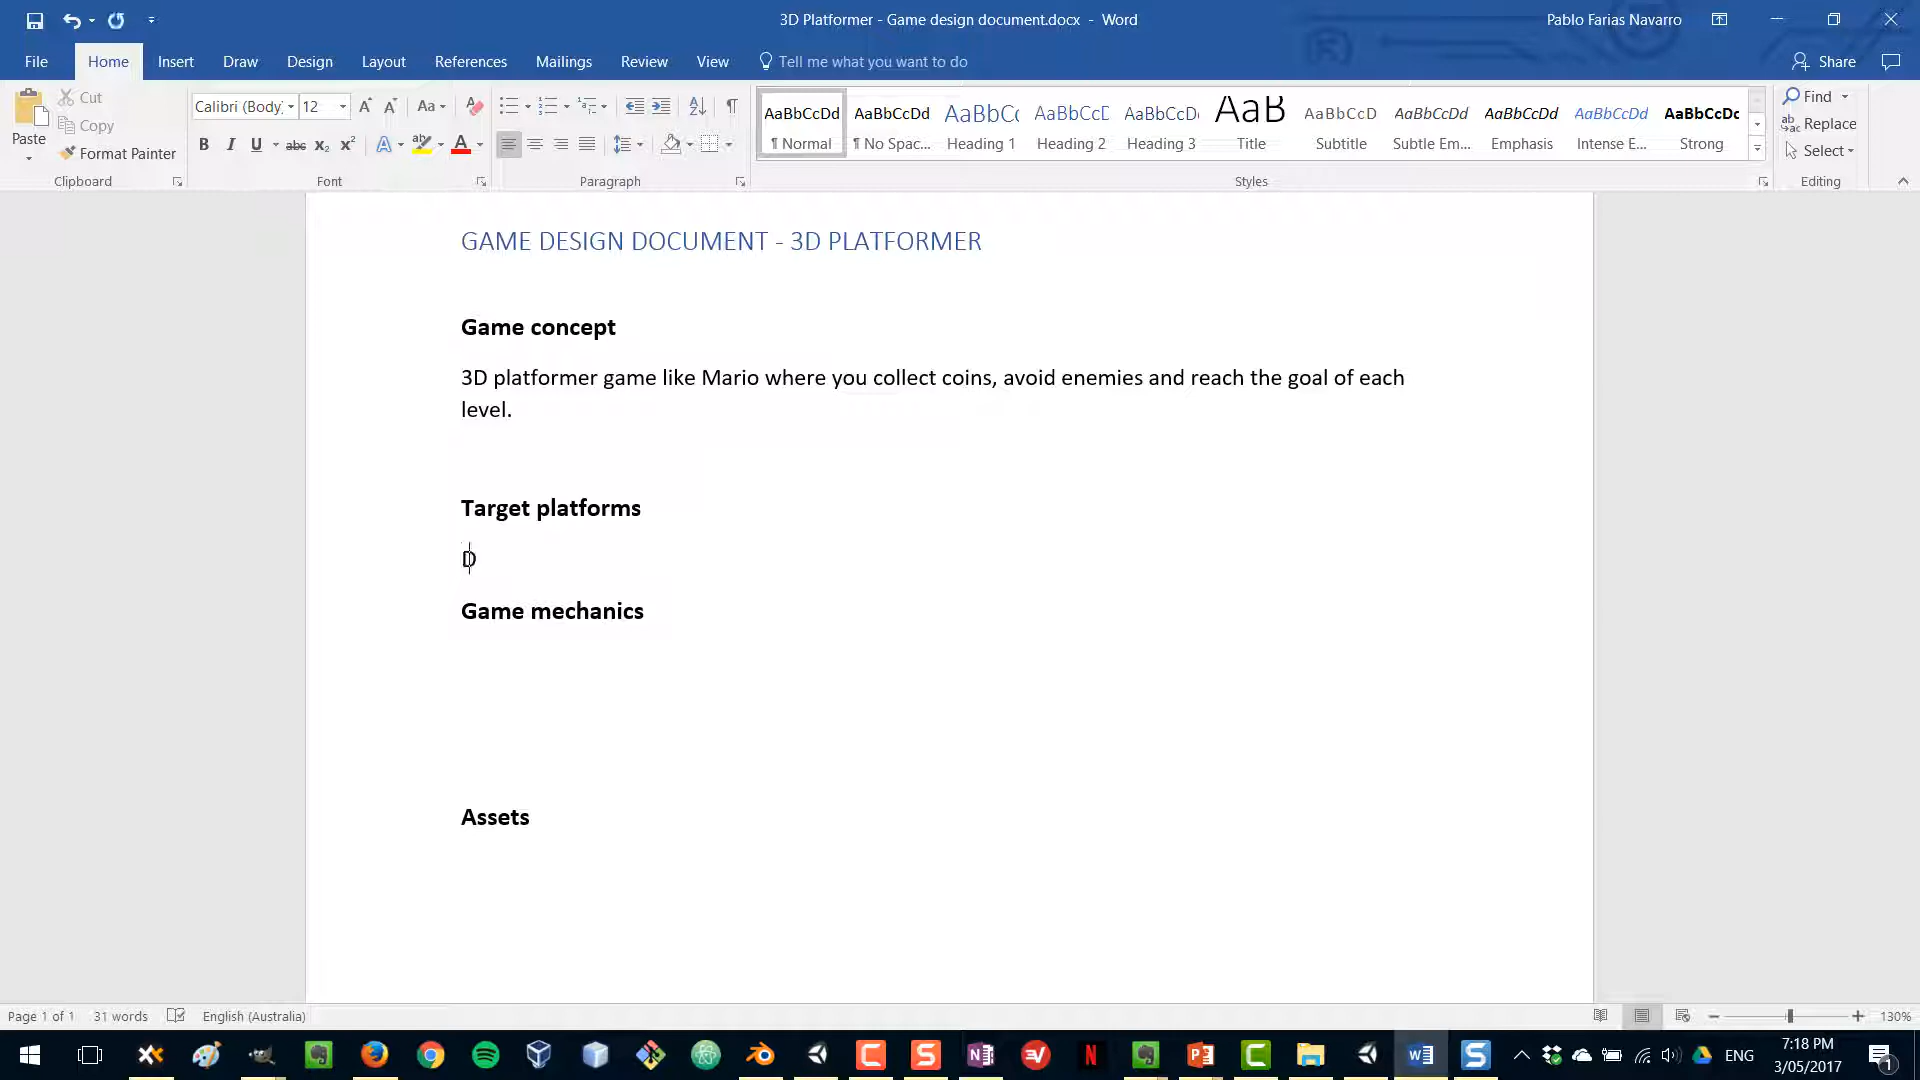 3D Platformer - Game design document.docx - Word
Pablo Farias Navarro
File Home Insert Draw Design Layout References Mailings Review View Tell me what you want to do Share
Paste
Cut
Copy
Format Painter
Clipboard
Calibri (Body) 12
Font
Paragraph
AaBbCcDd AaBbCcDd AaBbCc AaBbCcD AaBbCcDd AaB AaBbCcD AaBbCcDd AaBbCcDd AaBbCcDd AaBbCcDc
¶ Normal ¶ No Spac... Heading 1 Heading 2 Heading 3 Title Subtitle Subtle Em... Emphasis Intense E... Strong
Styles
Find
Replace
Select
Editing
GAME DESIGN DOCUMENT - 3D PLATFORMER
Game concept
3D platformer game like Mario where you collect coins, avoid enemies and reach the goal of each
level.
Target platforms
D
Game mechanics
Assets
Page 1 of 1 31 words English (Australia) 130%
ENG
7:18 PM
3/05/2017
1